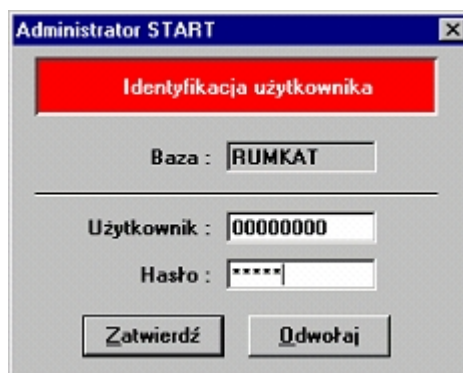 Administrator START
Identyfikacja użytkownika
Baza : RUMKAT
Użytkownik : 00000000
Hasło : *****
Zatwierdź Odwołaj